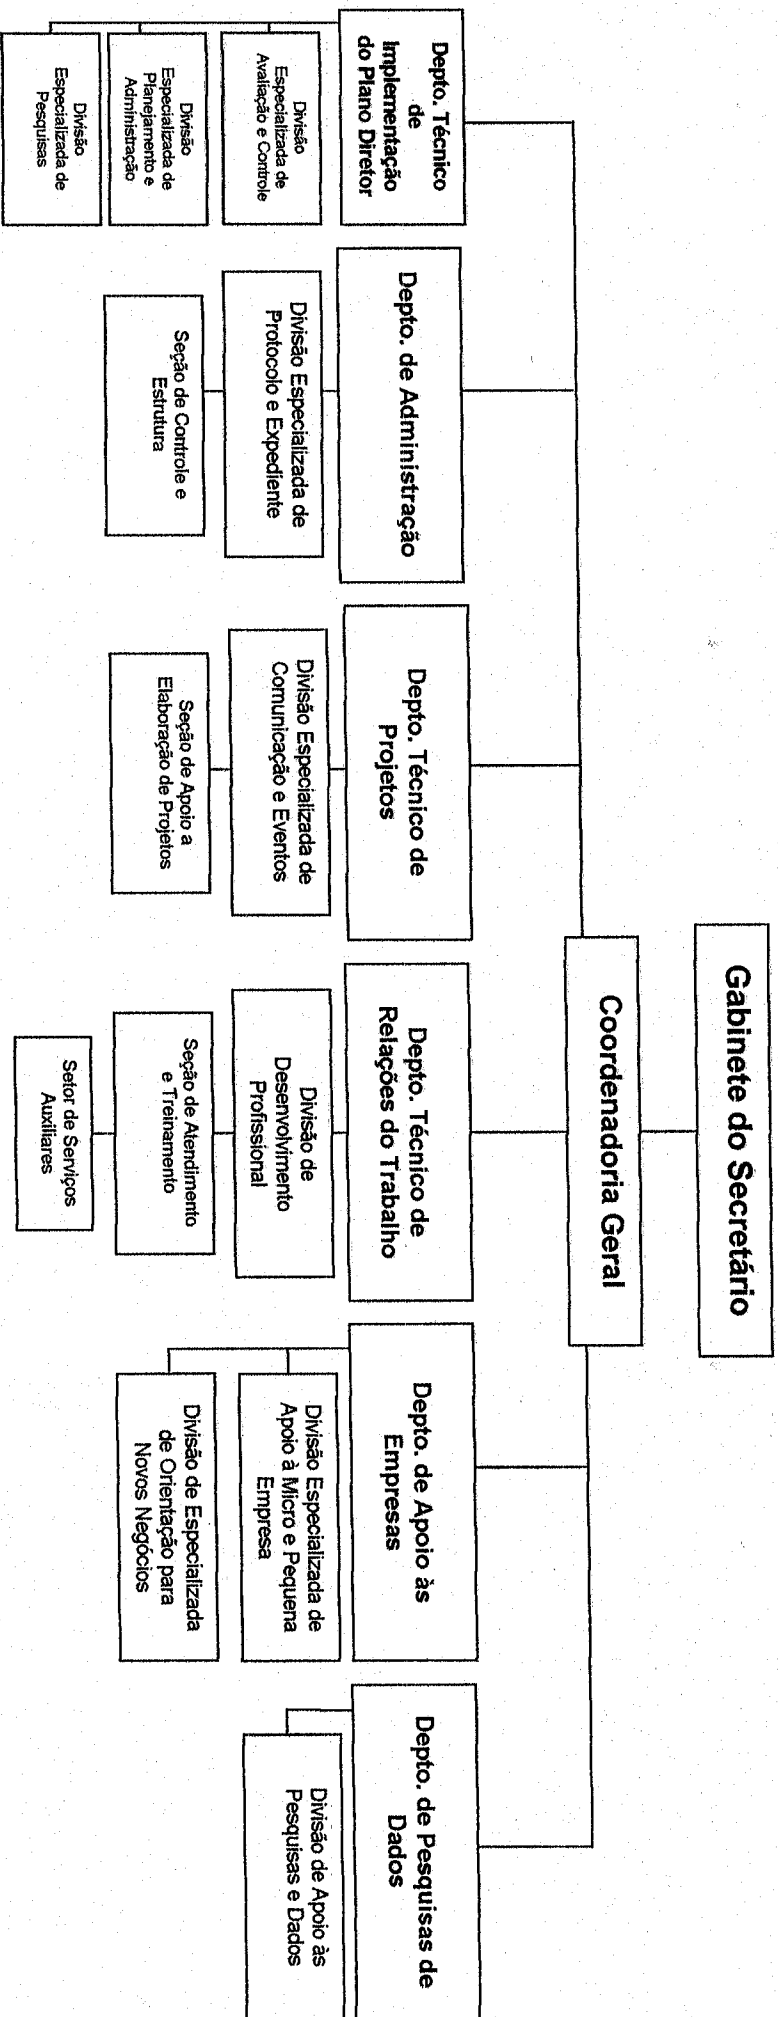 Gabinete do Secretário
Coordenadoria Geral
Depto. Técnico
de
Implementação
do Plano Diretor
Divisão
Especializada de
Avaliação e Controle
Divisão
Especializada de
Planejamento e
Administração
Divisão
Especializada de
Pesquisas
Depto. de Administração
Divisão Especializada de
Protocolo e Expediente
Seção de Controle e
Estrutura
Depto. Técnico de
Projetos
Divisão Especializada de
Comunicação e Eventos
Seção de Apoio a
Elaboração de Projetos
Depto. Técnico de
Relações do Trabalho
Divisão de
Desenvolvimento
Profissional
Seção de Atendimento
e Treinamento
Setor de Serviços
Auxiliares
Depto. de Apoio às
Empresas
Divisão Especializada de
Apoio à Micro e Pequena
Empresa
Divisão de Especializada
de Orientação para
Novos Negócios
Depto. de Pesquisas de
Dados
Divisão de Apoio às
Pesquisas e Dados